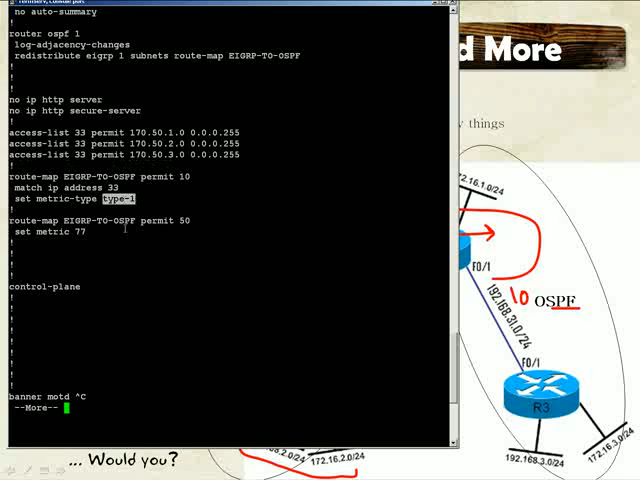 no auto-summary
!
router ospf 1
log-adjacency-changes
redistribute eigrp 1 subnets route-map EIGRP-TO-OSPF
!
!
!
no ip http server
no ip http secure-server
!
access-list 33 permit 170.50.1.0 0.0.0.255
access-list 33 permit 170.50.2.0 0.0.0.255
access-list 33 permit 170.50.3.0 0.0.0.255
!
route-map EIGRP-TO-OSPF permit 10
match ip address 33
set metric-type type-1
!
route-map EIGRP-TO-OSPF permit 50
set metric 77
!
!
!
!
control-plane
!
!
!
!
!
!
!
!
!
banner motd ^C
--More--
d More
things
72.16.1.0/24
F0/1
10 OSPF
192.168.31.0/24
F0/1
R3
192.168.3.0/24
172.16.3.0/24
172.16.2.0/24
... Would you?